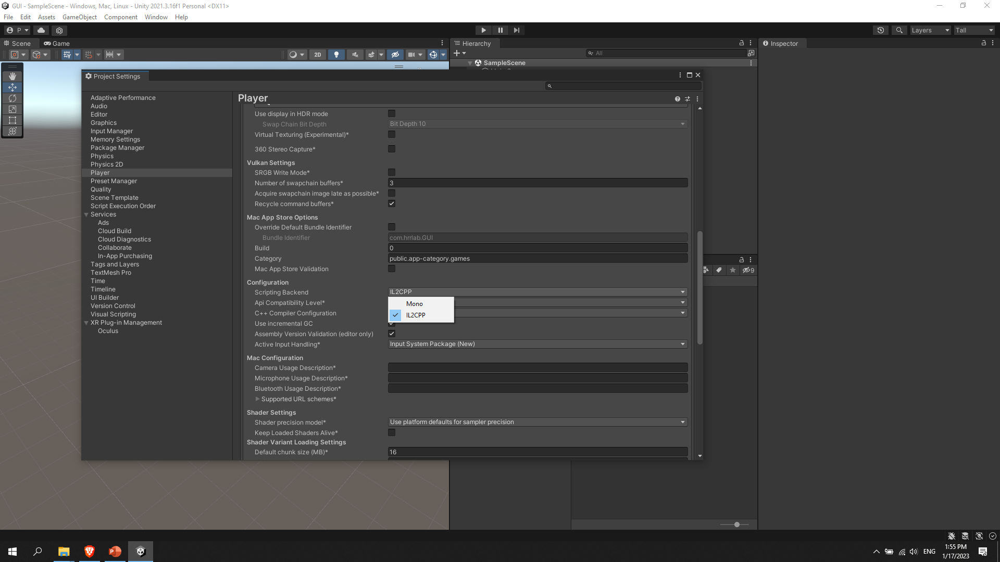 GUI - SampleScene - Windows, Mac, Linux - Unity 2021.3.16f1 Personal <DX11>
File Edit Assets GameObject Component Window Help
P
Layers
Tall
Scene
Game
2D
Hierarchy
All
Inspector
SampleScene
Project Settings
Adaptive Performance
Audio
Editor
Graphics
Input Manager
Memory Settings
Package Manager
Physics
Physics 2D
Player
Preset Manager
Quality
Scene Template
Script Execution Order
Services
Ads
Cloud Build
Cloud Diagnostics
Collaborate
In-App Purchasing
Tags and Layers
TextMesh Pro
Time
Timeline
UI Builder
Version Control
Visual Scripting
XR Plug-in Management
Oculus
Player
Use display in HDR mode
Swap Chain Bit Depth Bit Depth 10
Virtual Texturing (Experimental)*
360 Stereo Capture*
Vulkan Settings
SRGB Write Mode*
Number of swapchain buffers* 3
Acquire swapchain image late as possible*
Recycle command buffers*
Mac App Store Options
Override Default Bundle Identifier
Bundle Identifier com.hrrlab.GUI
Build 0
Category public.app-category.games
Mac App Store Validation
Configuration
Scripting Backend IL2CPP
Mono
IL2CPP
Api Compatibility Level*
C++ Compiler Configuration
Use incremental GC
Assembly Version Validation (editor only)
Active Input Handling* Input System Package (New)
Mac Configuration
Camera Usage Description*
Microphone Usage Description*
Bluetooth Usage Description*
Supported URL schemes*
Shader Settings
Shader precision model* Use platform defaults for sampler precision
Keep Loaded Shaders Alive*
Shader Variant Loading Settings
Default chunk size (MB)* 16
9
ENG
1:55 PM
1/17/2023